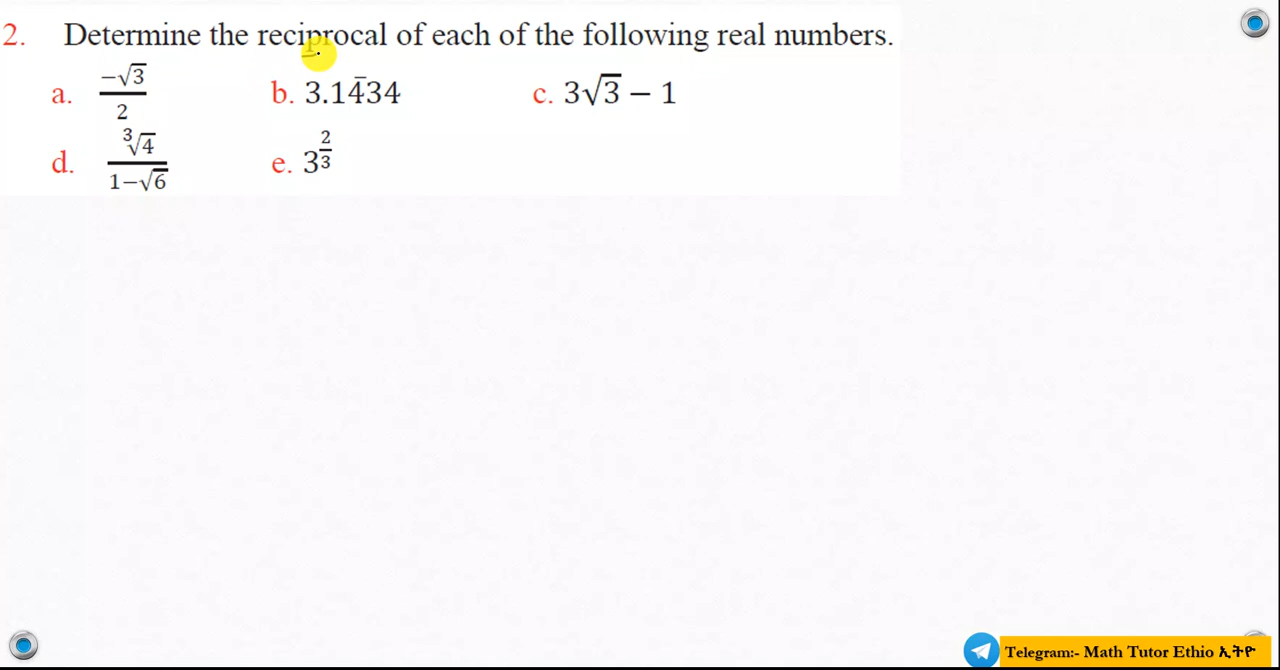 2. Determine the reciprocal of each of the following real numbers.
a. -√3/2 b. 3.14̄34 c. 3√3 − 1
d. ∛4/(1−√6) e. 3^(2/3)
Telegram:- Math Tutor Ethio ኢትዮ